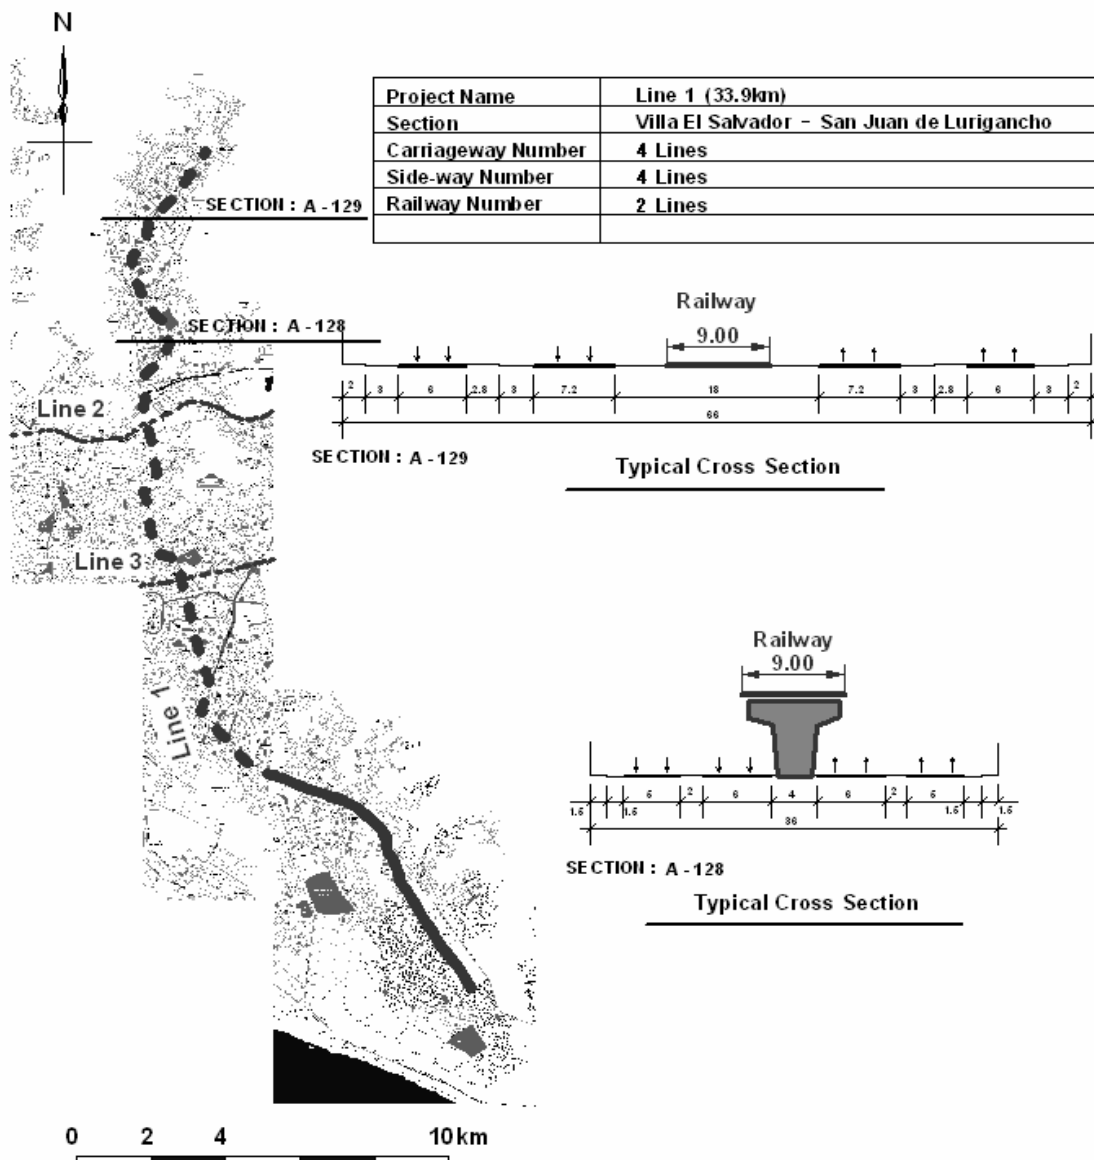 N
Project Name Line 1 (33.9km)
Section Villa El Salvador - San Juan de Lurigancho
Carriageway Number 4 Lines
Side-way Number 4 Lines
Railway Number 2 Lines
SECTION : A - 129
SECTION : A - 128
Railway
9.00
2 3 6 2.8 3 7.2 18 7.2 3 2.8 6 3 2
66
Line 2
SECTION : A - 129
Typical Cross Section
Line 3
Railway
9.00
Line 1
5 2 6 4 6 2 5
1.5 1.5 1.5 1.5
36
SECTION : A - 128
Typical Cross Section
0 2 4 10km